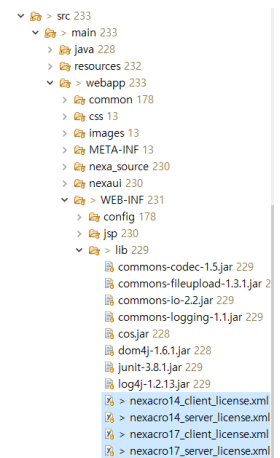 > src 233
> main 233
> java 228
> resources 232
> webapp 233
> common 178
> css 13
> images 13
> META-INF 13
> nexa_source 230
> nexaui 230
> WEB-INF 231
> config 178
> jsp 230
> lib 229
commons-codec-1.5.jar 229
commons-fileupload-1.3.1.jar 2
commons-io-2.2.jar 229
commons-logging-1.1.jar 229
cos.jar 228
dom4j-1.6.1.jar 228
junit-3.8.1.jar 229
log4j-1.2.13.jar 229
> nexacro14_client_license.xml
> nexacro14_server_license.xml
> nexacro17_client_license.xml
> nexacro17_server_license.xml